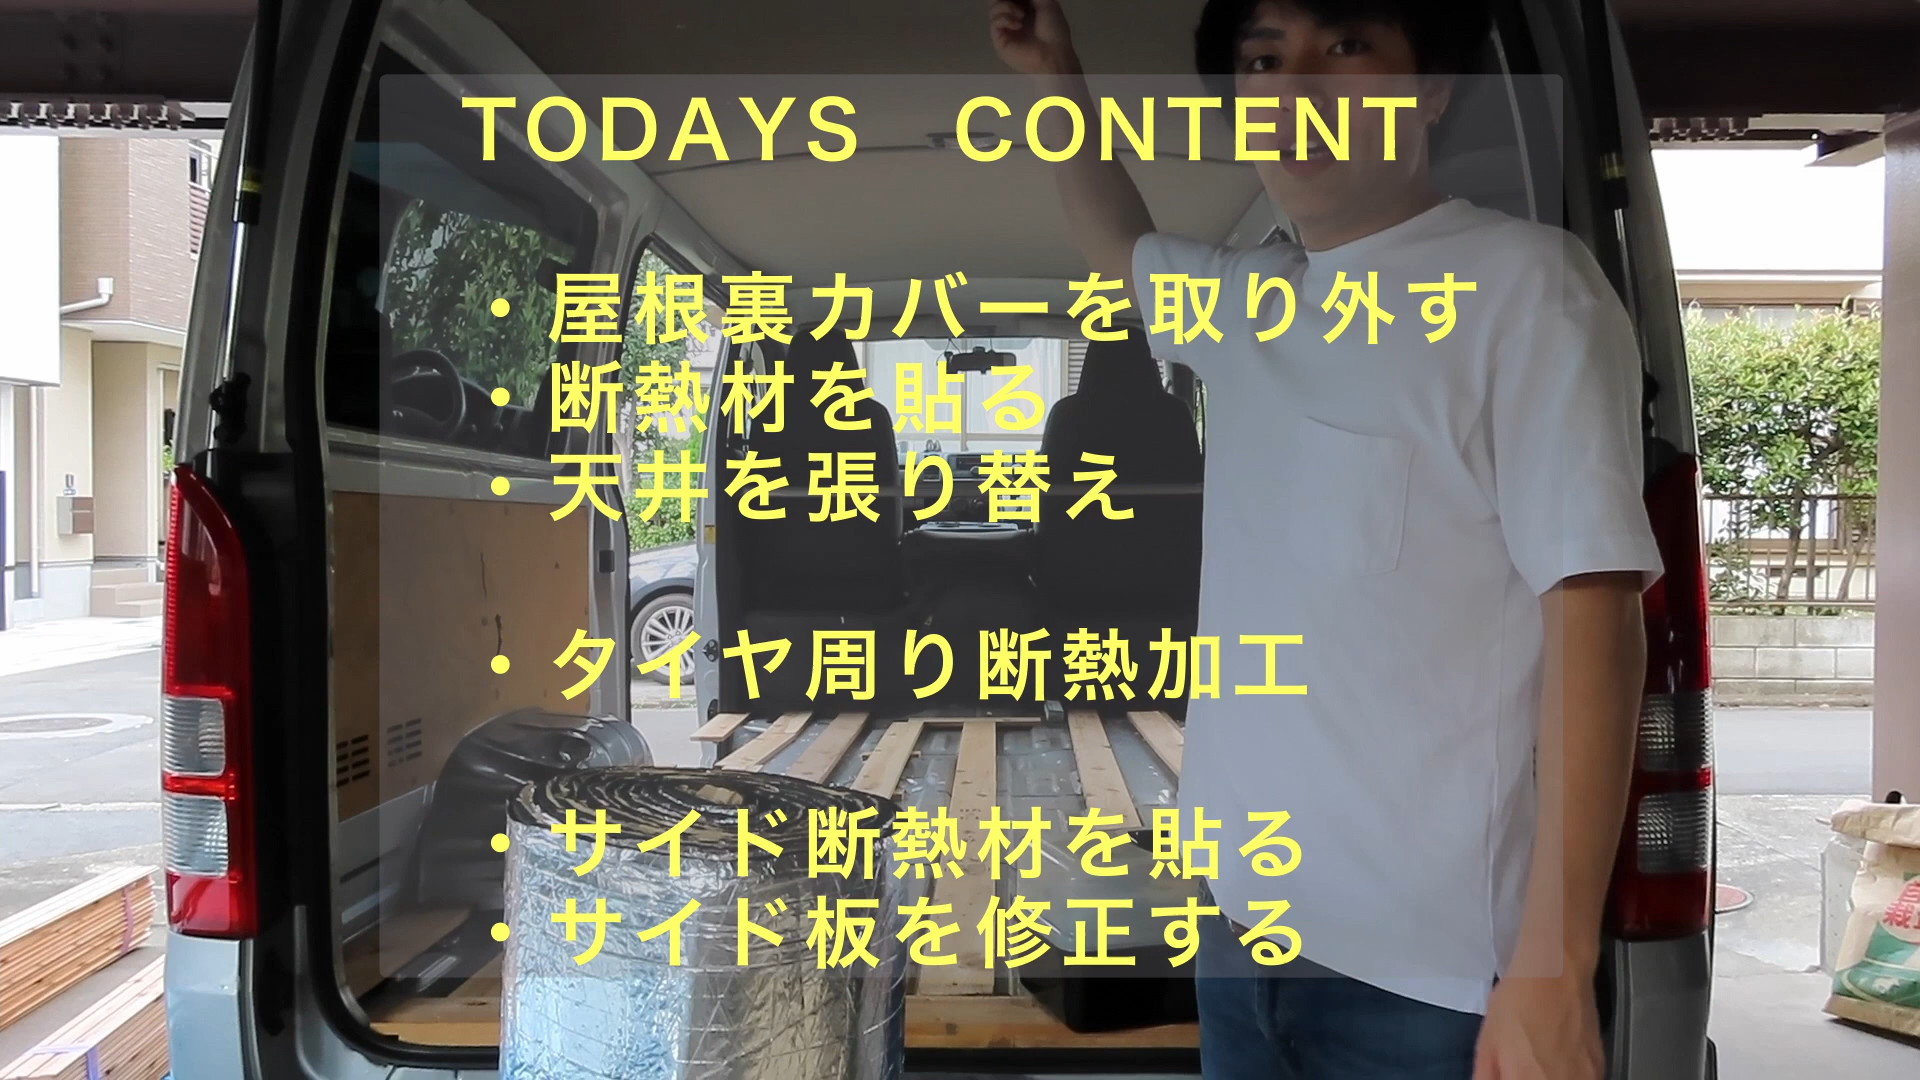 TODAYS　CONTENT
・屋根裏カバーを取り外す
・断熱材を貼る
・天井を張り替え
・タイヤ周り断熱加工
・サイド断熱材を貼る
・サイド板を修正する